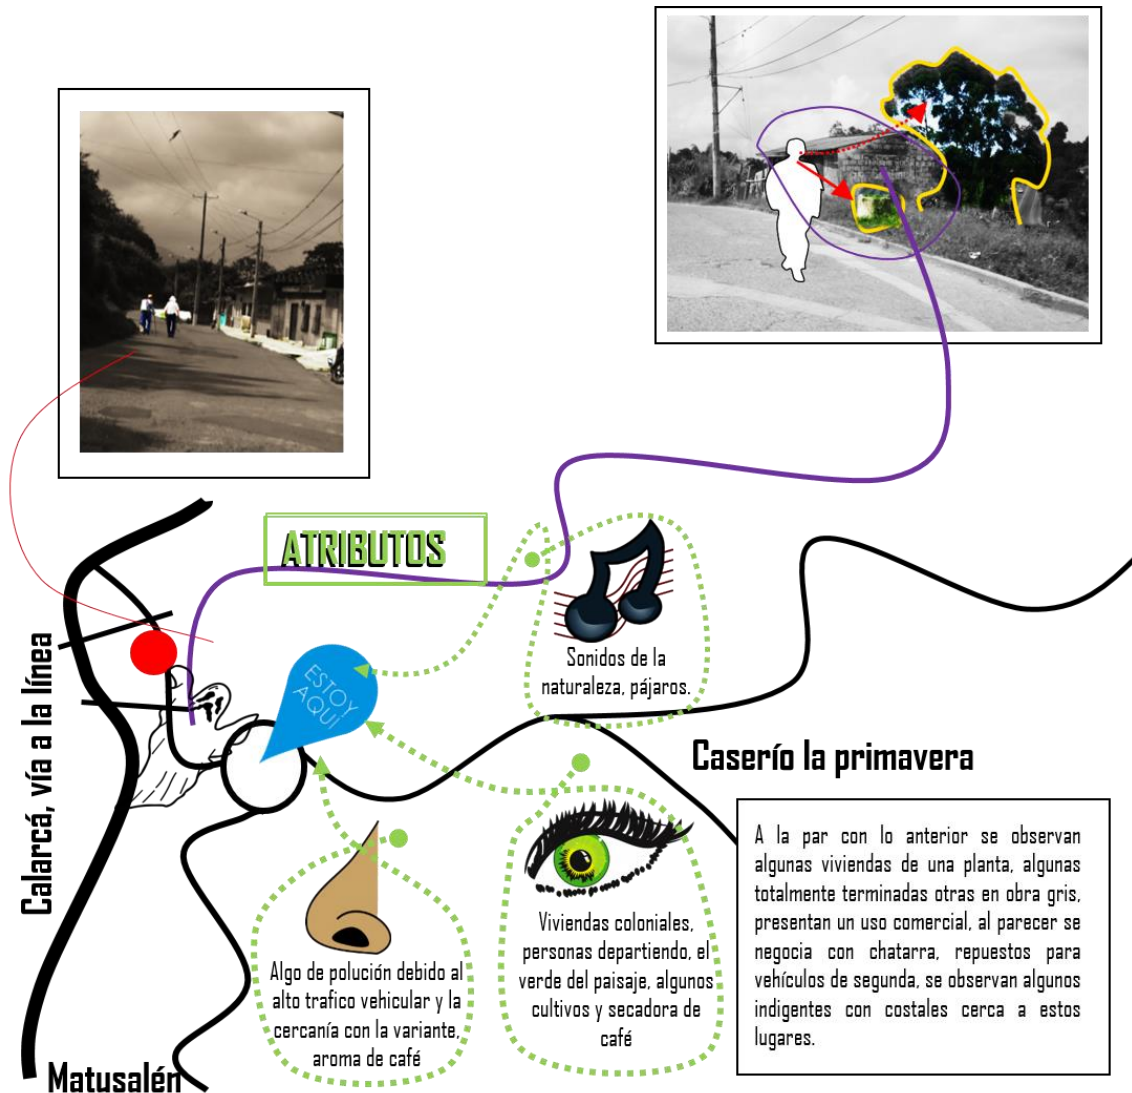 ATRIBUTOS
ESTOY
AQUÍ
Sonidos de la
naturaleza, pájaros.
Calarcá, vía a la línea
Caserío la primavera
Viviendas coloniales,
personas departiendo, el
verde del paisaje, algunos
cultivos y secadora de
café
Algo de polución debido al
alto trafico vehicular y la
cercanía con la variante,
aroma de café
A la par con lo anterior se observan
algunas viviendas de una planta, algunas
totalmente terminadas otras en obra gris,
presentan un uso comercial, al parecer se
negocia con chatarra, repuestos para
vehículos de segunda, se observan algunos
indigentes con costales cerca a estos
lugares.
Matusalén